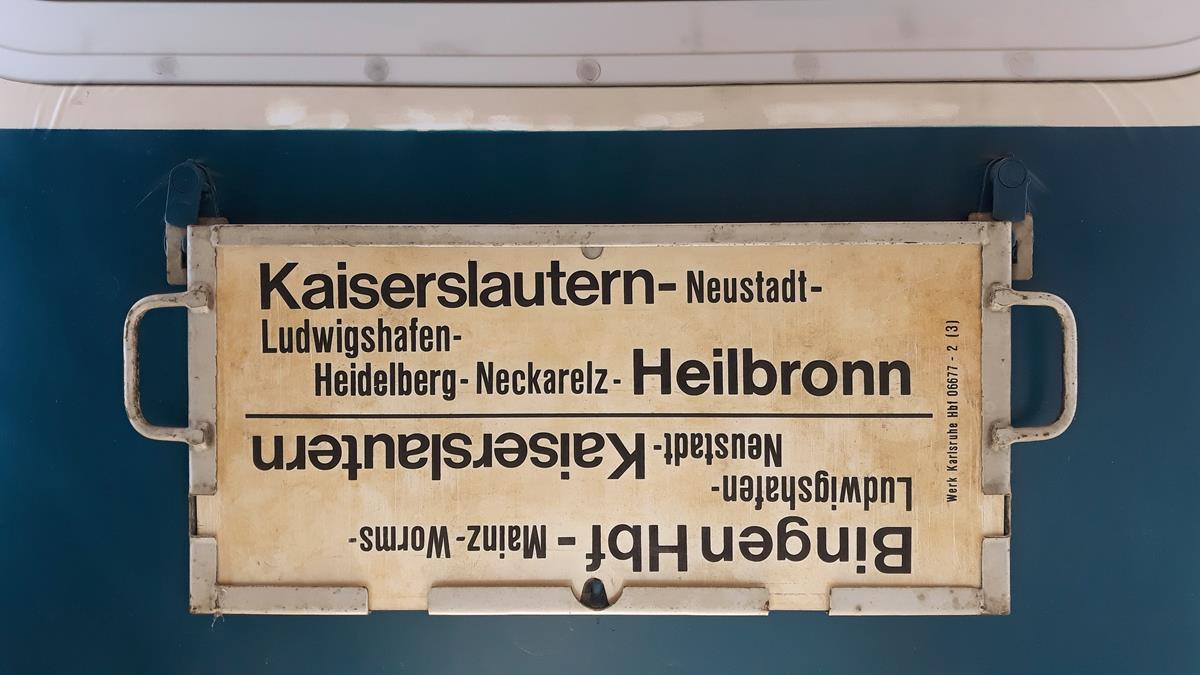 Kaiserslautern- Neustadt-
Ludwigshafen-
Heidelberg- Neckarelz- Heilbronn
Bingen Hbf - Mainz-Worms-
Ludwigshafen-
Neustadt-Kaiserslautern
Werk Karlsruhe Hbf 06677 - 2 (3)